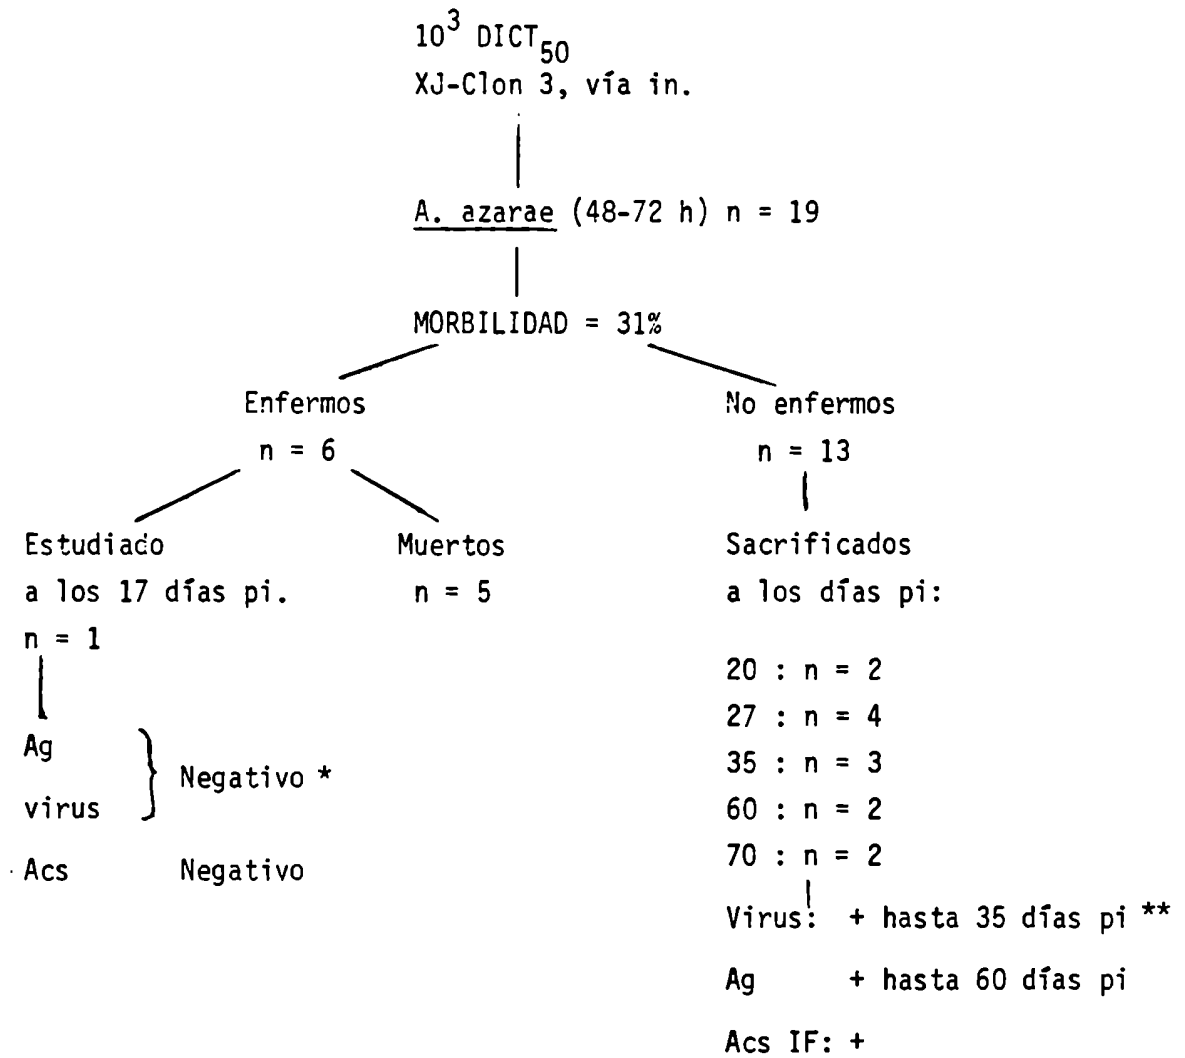 10³ DICT₅₀
XJ-Clon 3, vía in.
A. azarae (48-72 h) n = 19
MORBILIDAD = 31%
Enfermos
n = 6
No enfermos
n = 13
Estudiado
a los 17 días pi.
n = 1
Muertos
n = 5
Sacrificados
a los días pi:
20 : n = 2
27 : n = 4
35 : n = 3
60 : n = 2
70 : n = 2
Ag
virus
Negativo *
Acs Negativo
Virus: + hasta 35 días pi **
Ag + hasta 60 días pi
Acs IF: +